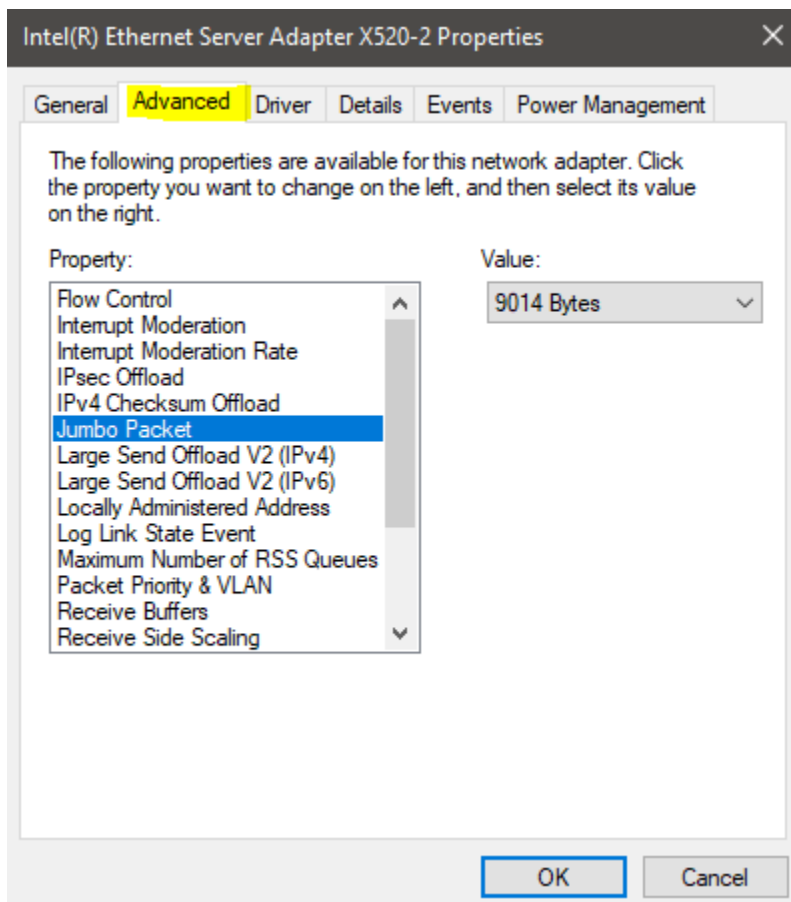 Intel(R) Ethernet Server Adapter X520-2 Properties
General Advanced Driver Details Events Power Management
The following properties are available for this network adapter. Click
the property you want to change on the left, and then select its value
on the right.
Property:
Value:
Flow Control
Interrupt Moderation
Interrupt Moderation Rate
IPsec Offload
IPv4 Checksum Offload
Jumbo Packet
Large Send Offload V2 (IPv4)
Large Send Offload V2 (IPv6)
Locally Administered Address
Log Link State Event
Maximum Number of RSS Queues
Packet Priority & VLAN
Receive Buffers
Receive Side Scaling
9014 Bytes
OK
Cancel